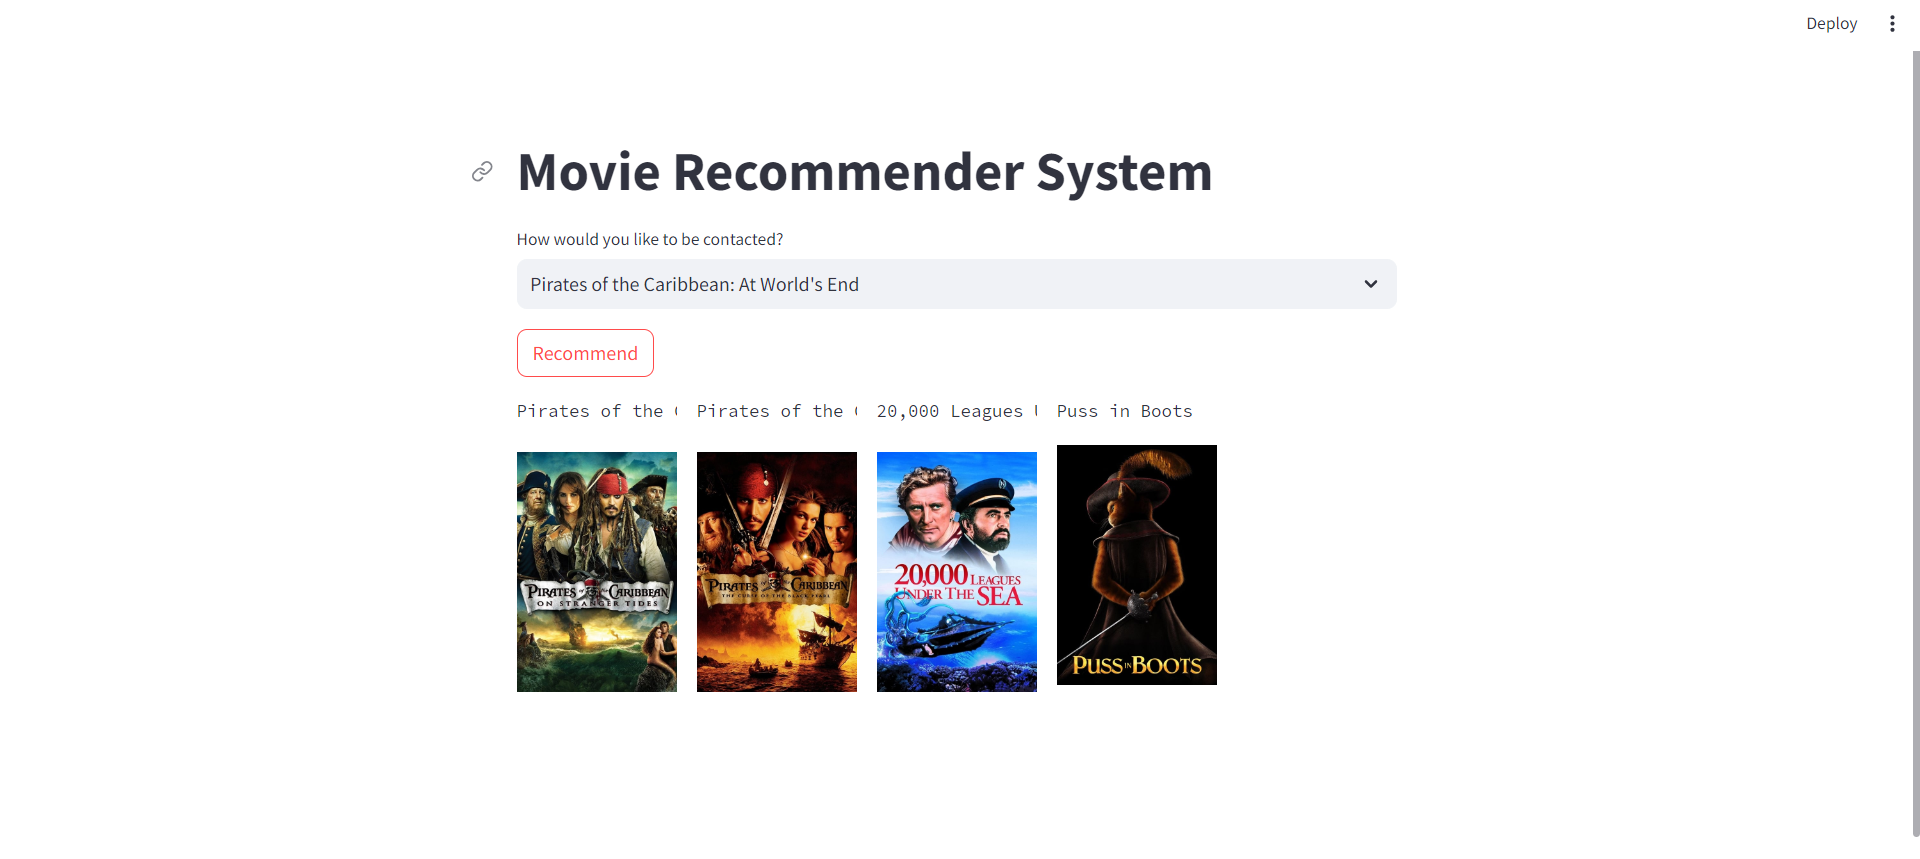 Deploy
Movie Recommender System
How would you like to be contacted?
Pirates of the Caribbean: At World's End
Recommend
Pirates of the
Pirates of the
20,000 Leagues
Puss in Boots
PIRATES of the CARIBBEAN
ON STRANGER TIDES
PIRATES of the CARIBBEAN
THE CURSE OF THE BLACK PEARL
20,000 LEAGUES
UNDER THE SEA
PUSS IN BOOTS